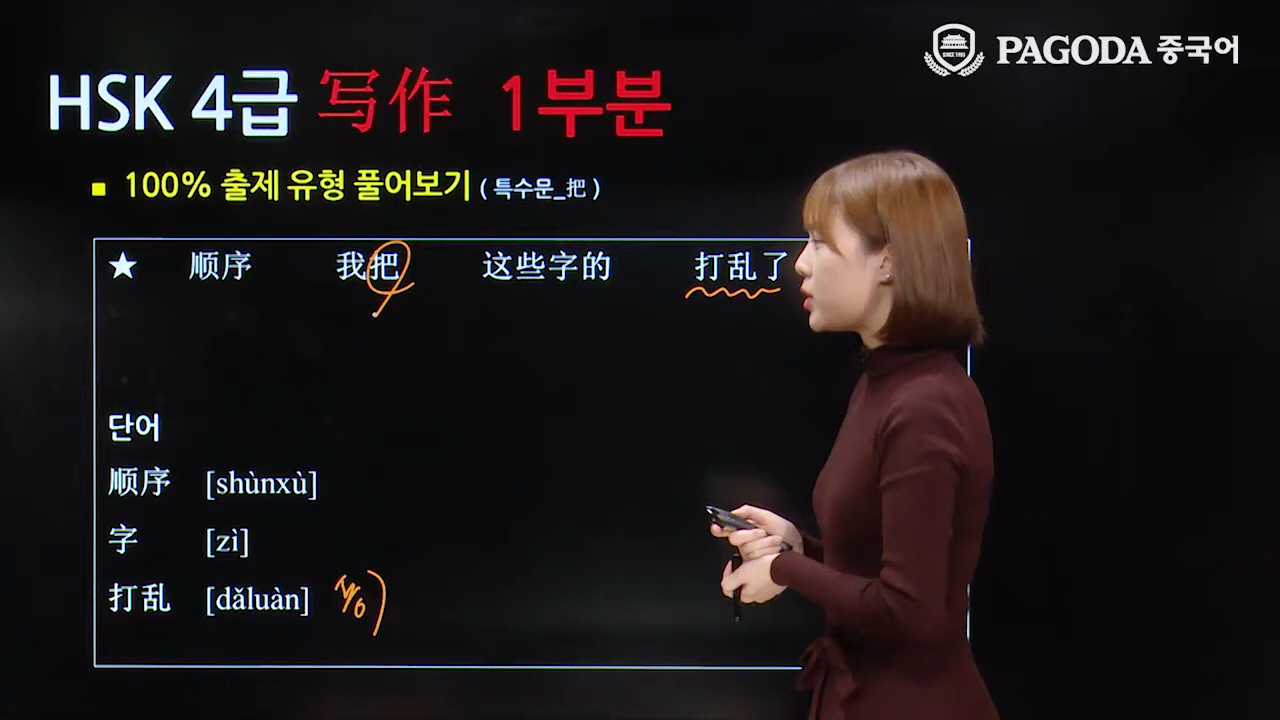 SINCE 1983
PAGODA 중국어
HSK 4급 写作 1부분
■ 100% 출제 유형 풀어보기 ( 특수문_把 )
★ 顺序 我把 这些字的 打乱了
단어
顺序 [shùnxù]
字 [zì]
打乱 [dǎluàn]